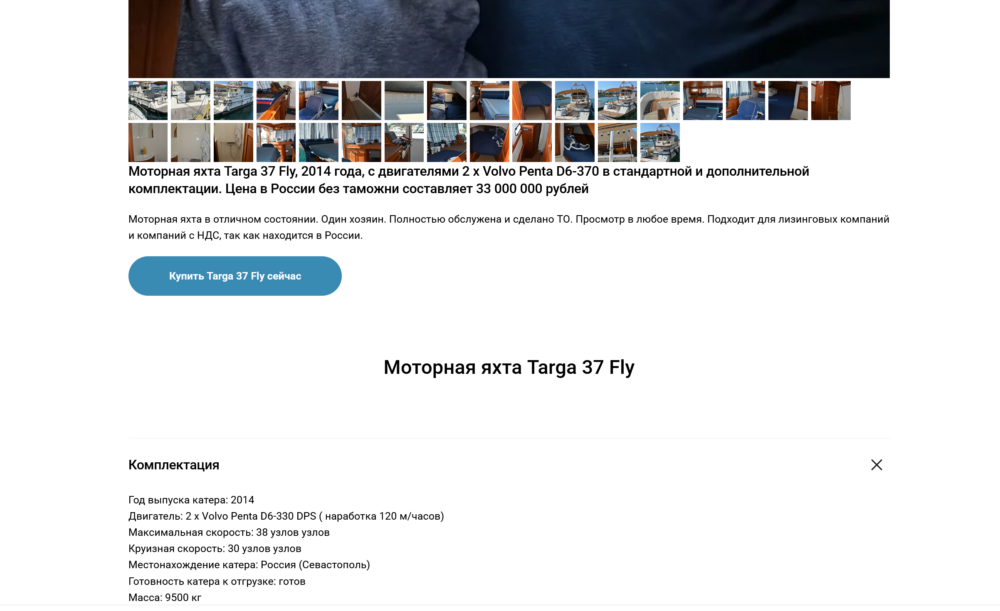 Моторная яхта Targa 37 Fly, 2014 года, с двигателями 2 x Volvo Penta D6-370 в стандартной и дополнительной
комплектации. Цена в России без таможни составляет 33 000 000 рублей
Моторная яхта в отличном состоянии. Один хозяин. Полностью обслужена и сделано ТО. Просмотр в любое время. Подходит для лизинговых компаний
и компаний с НДС, так как находится в России.
Купить Targa 37 Fly сейчас
Моторная яхта Targa 37 Fly
Комплектация
Год выпуска катера: 2014
Двигатель: 2 x Volvo Penta D6-330 DPS ( наработка 120 м/часов)
Максимальная скорость: 38 узлов узлов
Круизная скорость: 30 узлов узлов
Местонахождение катера: Россия (Севастополь)
Готовность катера к отгрузке: готов
Масса: 9500 кг